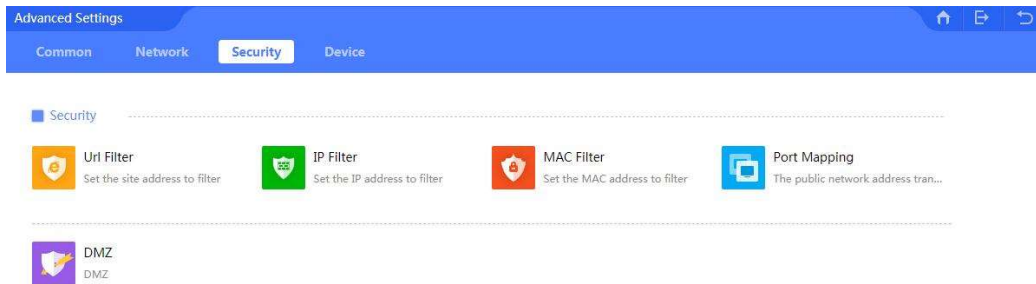 Advanced Settings
Common Network Security Device
Security
Url Filter IP Filter MAC Filter Port Mapping
Set the site address to filter Set the IP address to filter Set the MAC address to filter The public network address tran...
DMZ
DMZ